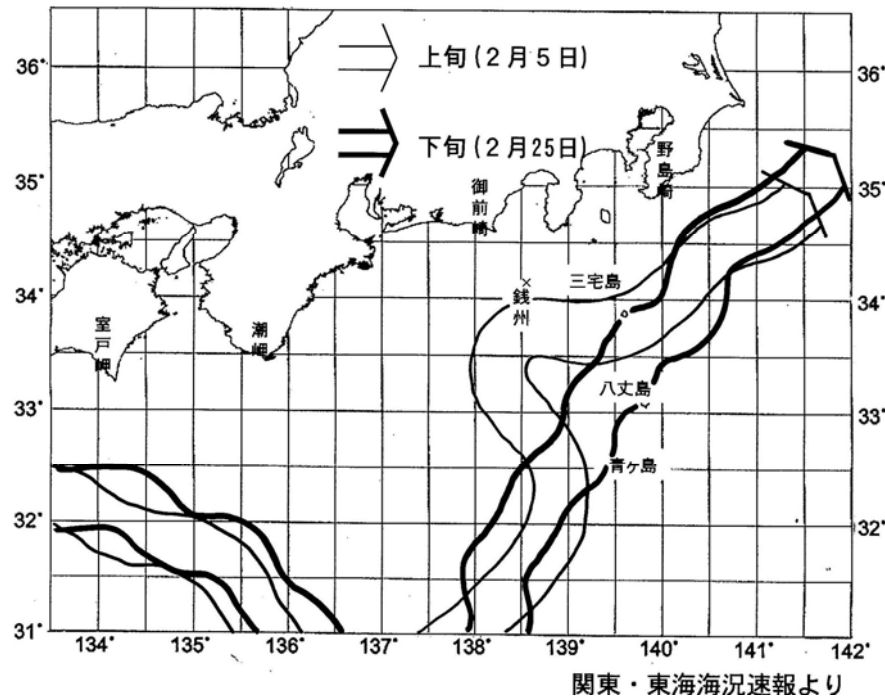 上旬(2月5日)
下旬(2月25日)
36°
36°
35°
35°
34°
34°
33°
33°
32°
32°
31°
31°
野島崎
御前崎
三宅島
銭州
室戸岬
潮岬
八丈島
青ヶ島
134°
135°
136°
137°
138°
139°
140°
141°
142°
関東・東海海況速報より